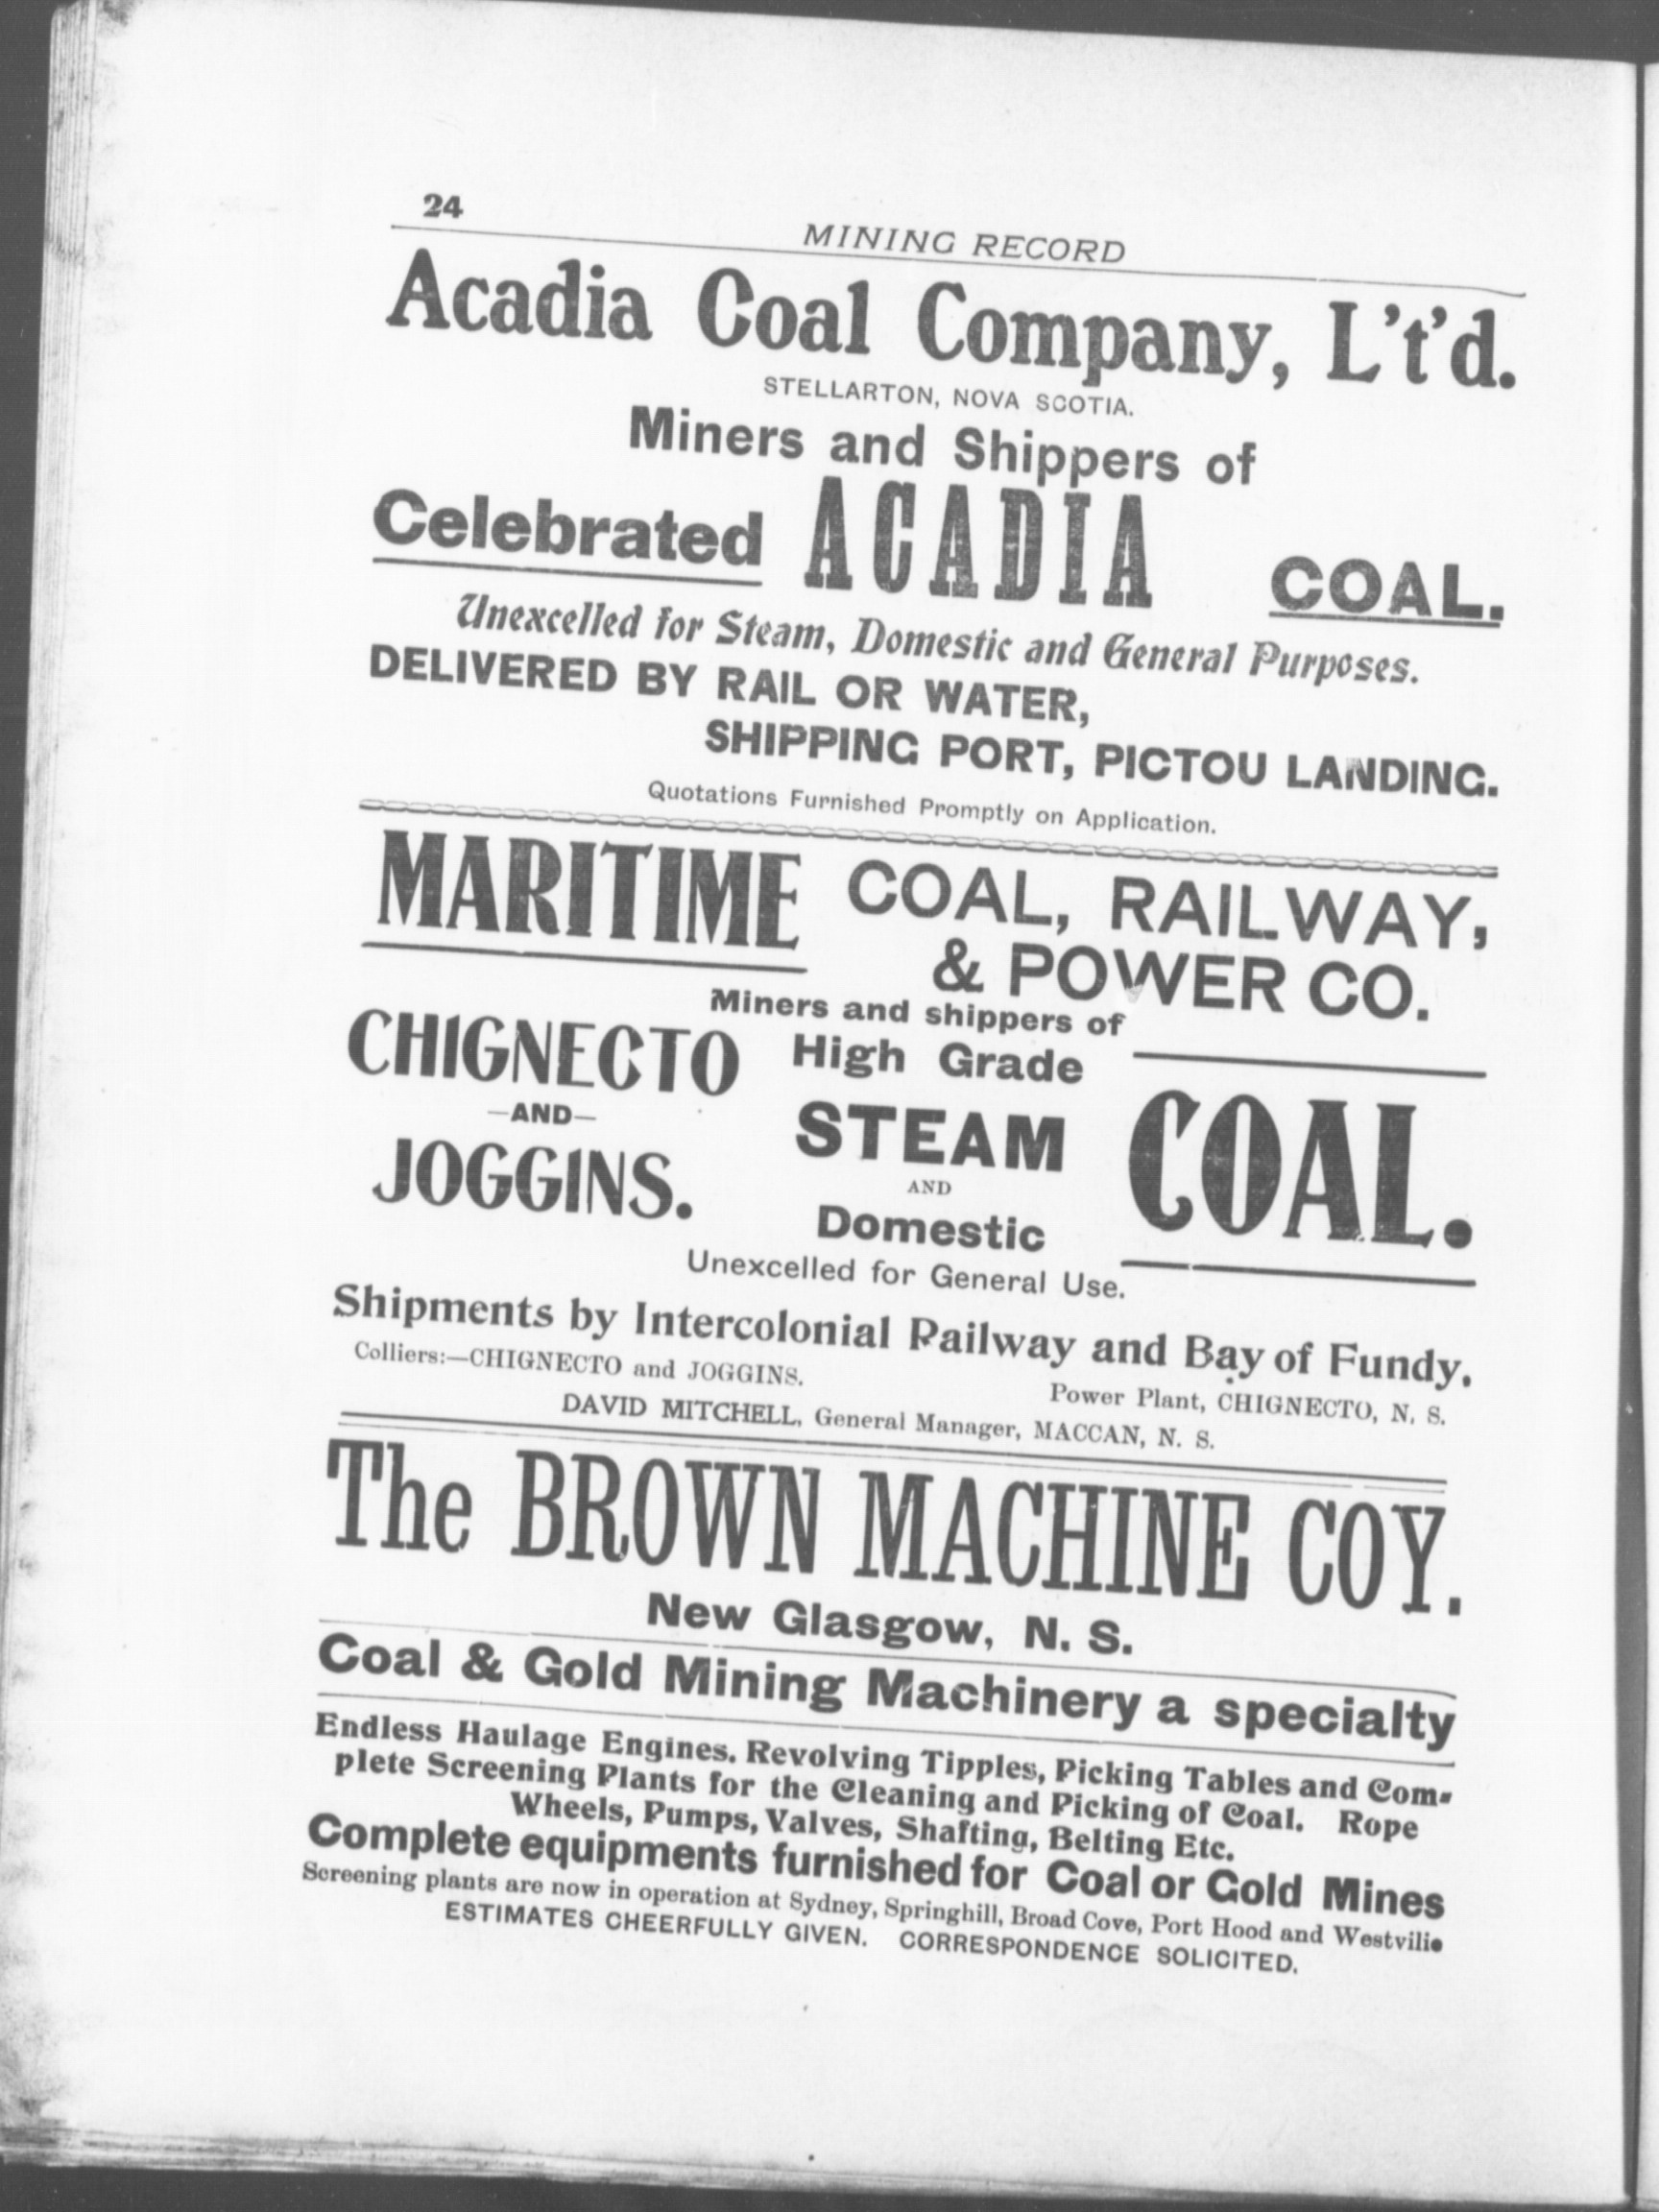 24
MINING RECORD
Acadia Coal Company, L't'd.
STELLARTON, NOVA SCOTIA.
Miners and Shippers of
Celebrated ACADIA COAL.
Unexcelled for Steam, Domestic and General Purposes.
DELIVERED BY RAIL OR WATER,
SHIPPING PORT, PICTOU LANDING.
Quotations Furnished Promptly on Application.
MARITIME COAL, RAILWAY,
& POWER CO.
Miners and shippers of
CHIGNECTO
—AND—
JOGGINS.
High Grade
STEAM
AND
Domestic
COAL.
Unexcelled for General Use.
Shipments by Intercolonial Railway and Bay of Fundy.
Colliers:—CHIGNECTO and JOGGINS.
Power Plant, CHIGNECTO, N. S.
DAVID MITCHELL, General Manager, MACCAN, N. S.
The BROWN MACHINE COY.
New Glasgow, N. S.
Coal & Gold Mining Machinery a specialty
Endless Haulage Engines. Revolving Tipples, Picking Tables and Com-
plete Screening Plants for the Cleaning and Picking of Coal. Rope
Wheels, Pumps, Valves, Shafting, Belting Etc.
Complete equipments furnished for Coal or Gold Mines
Screening plants are now in operation at Sydney, Springhill, Broad Cove, Port Hood and Westville
ESTIMATES CHEERFULLY GIVEN. CORRESPONDENCE SOLICITED.